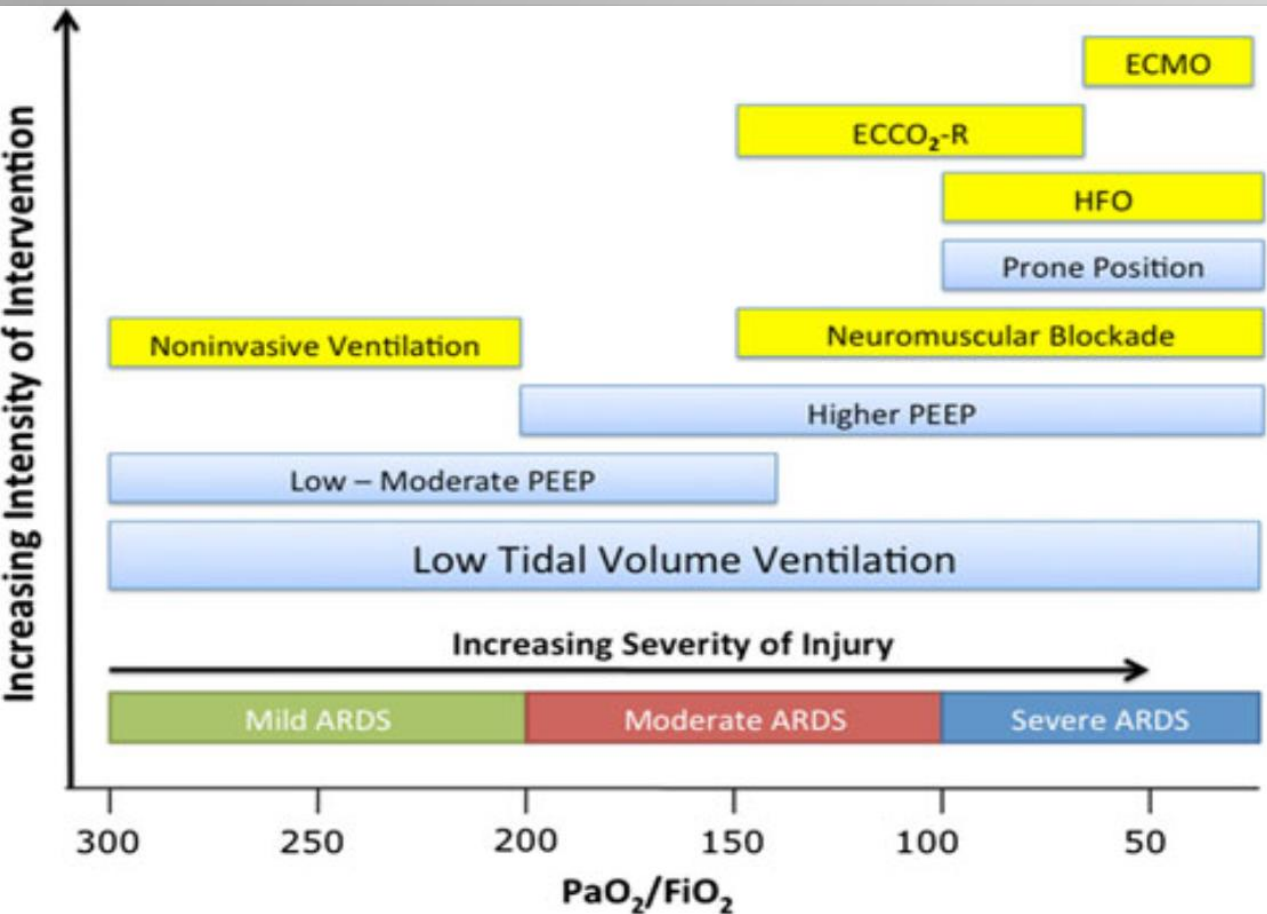 Increasing Intensity of Intervention
ECMO
ECCO₂-R
HFO
Prone Position
Noninvasive Ventilation
Neuromuscular Blockade
Higher PEEP
Low – Moderate PEEP
Low Tidal Volume Ventilation
Increasing Severity of Injury
Mild ARDS Moderate ARDS Severe ARDS
300 250 200 150 100 50
PaO₂/FiO₂